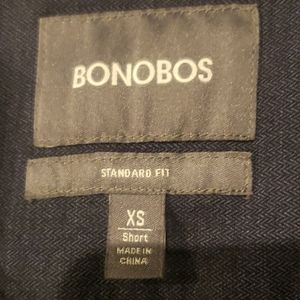 BONOBOS
STANDARD FIT
XS
Short
MADE IN
CHINA